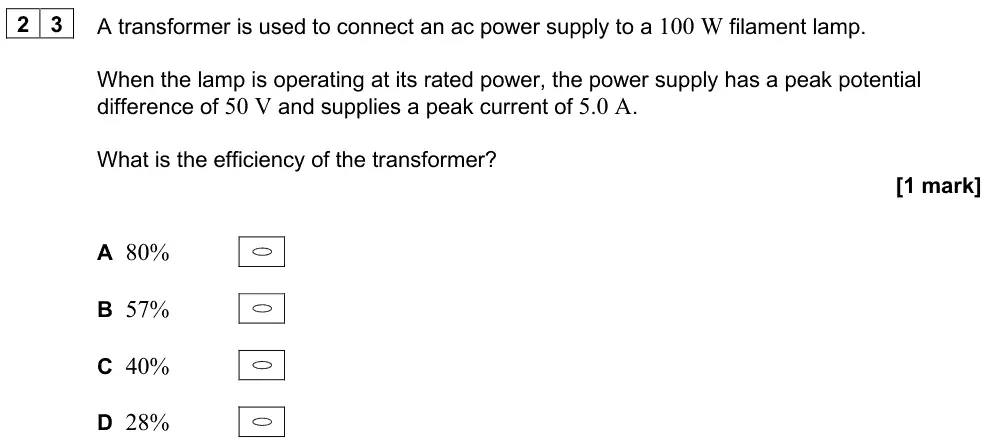 2 3 A transformer is used to connect an ac power supply to a 100 W filament lamp.
When the lamp is operating at its rated power, the power supply has a peak potential
difference of 50 V and supplies a peak current of 5.0 A.
What is the efficiency of the transformer?
[1 mark]
A 80%
B 57%
C 40%
D 28%